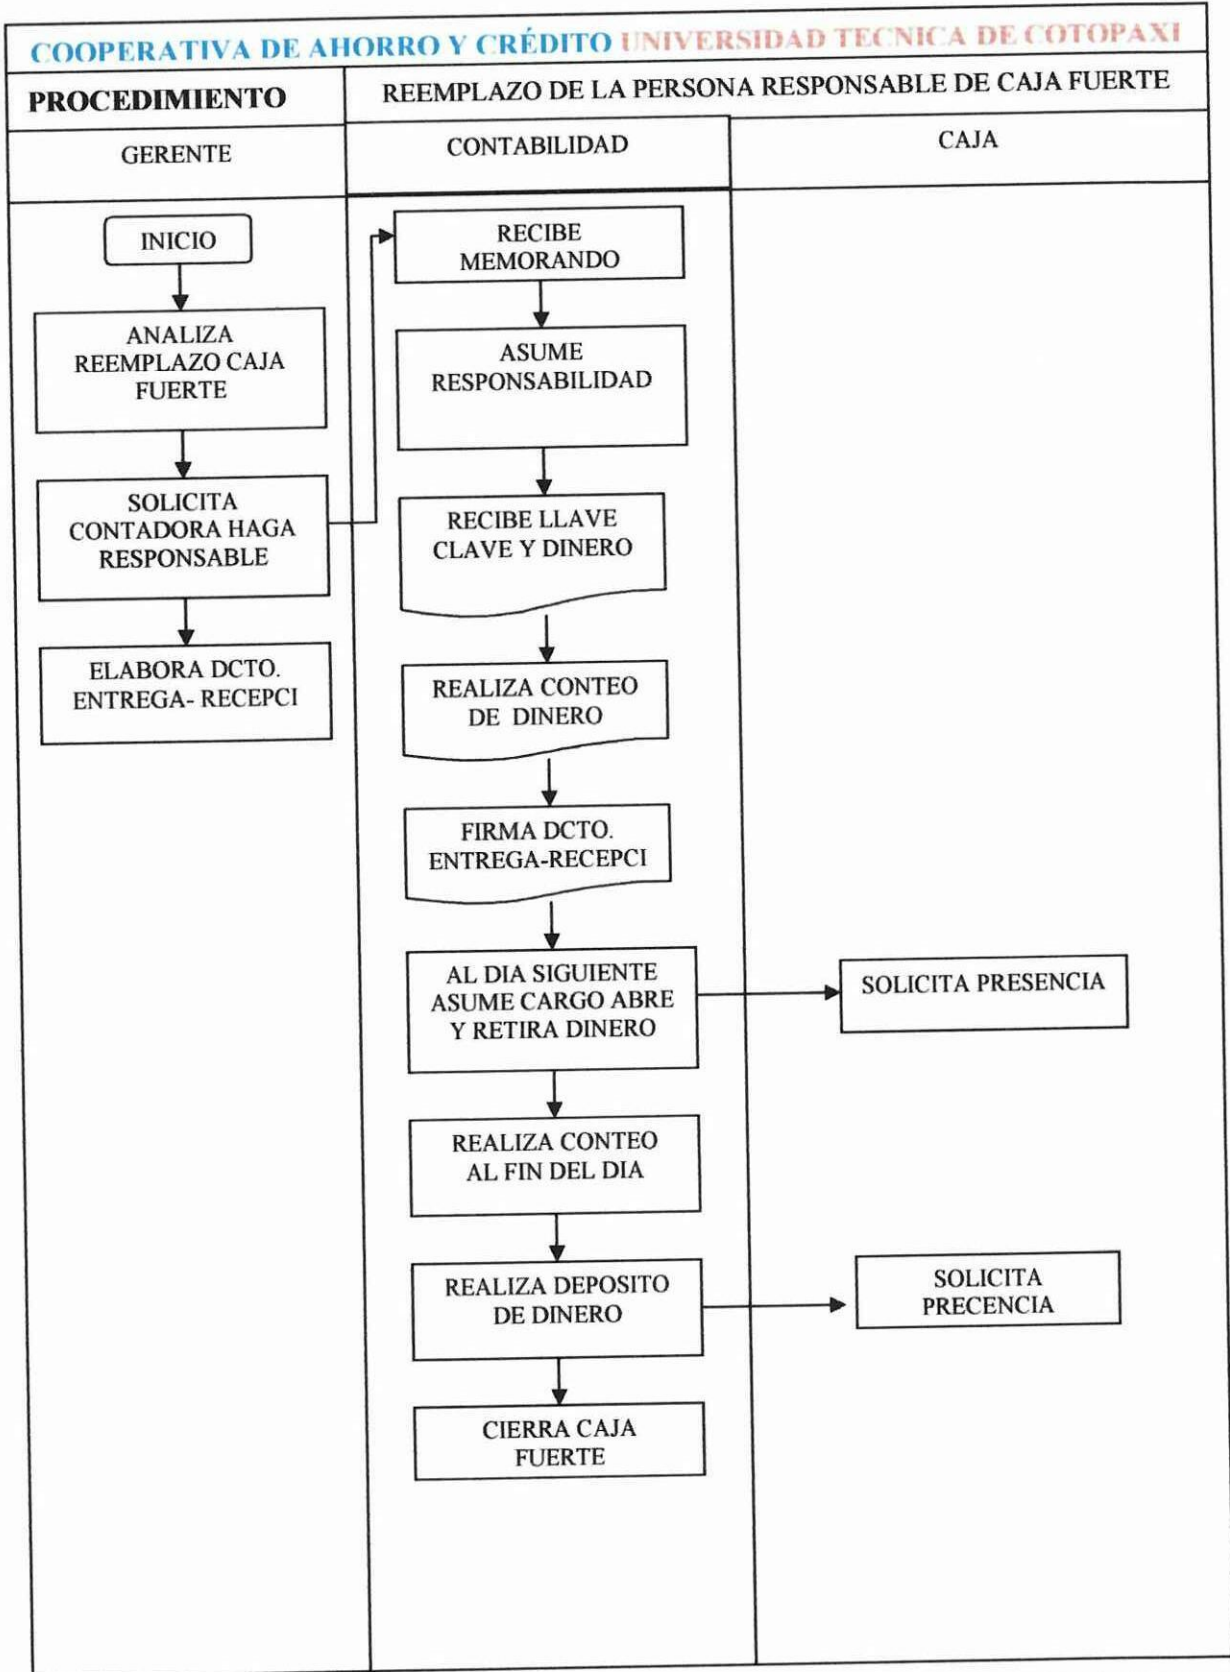 COOPERATIVA DE AHORRO Y CRÉDITO UNIVERSIDAD TECNICA DE COTOPAXI
PROCEDIMIENTO
REEMPLAZO DE LA PERSONA RESPONSABLE DE CAJA FUERTE
GERENTE
CONTABILIDAD
CAJA
INICIO
ANALIZA
REEMPLAZO CAJA
FUERTE
SOLICITA
CONTADORA HAGA
RESPONSABLE
ELABORA DCTO.
ENTREGA- RECEPCI
RECIBE
MEMORANDO
ASUME
RESPONSABILIDAD
RECIBE LLAVE
CLAVE Y DINERO
REALIZA CONTEO
DE DINERO
FIRMA DCTO.
ENTREGA-RECEPCI
AL DIA SIGUIENTE
ASUME CARGO ABRE
Y RETIRA DINERO
SOLICITA PRESENCIA
REALIZA CONTEO
AL FIN DEL DIA
REALIZA DEPOSITO
DE DINERO
SOLICITA
PRECENCIA
CIERRA CAJA
FUERTE